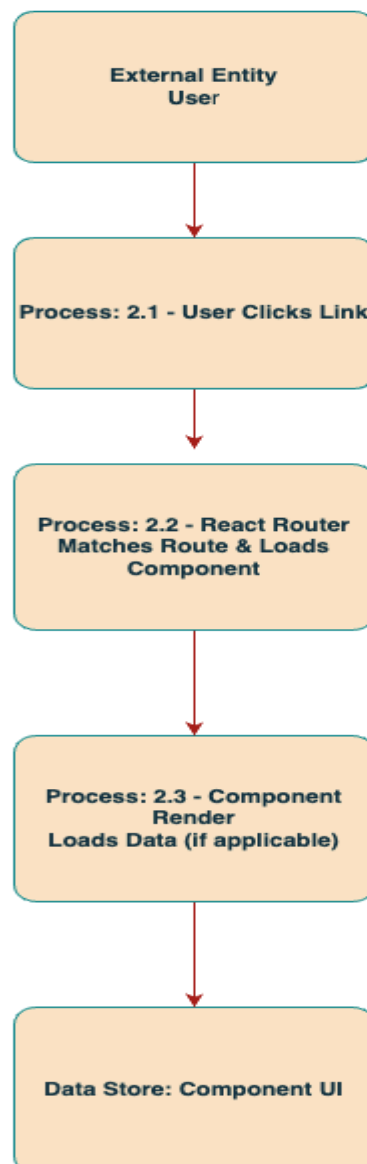 External Entity
User
Process: 2.1 - User Clicks Link
Process: 2.2 - React Router
Matches Route & Loads
Component
Process: 2.3 - Component
Render
Loads Data (if applicable)
Data Store: Component UI